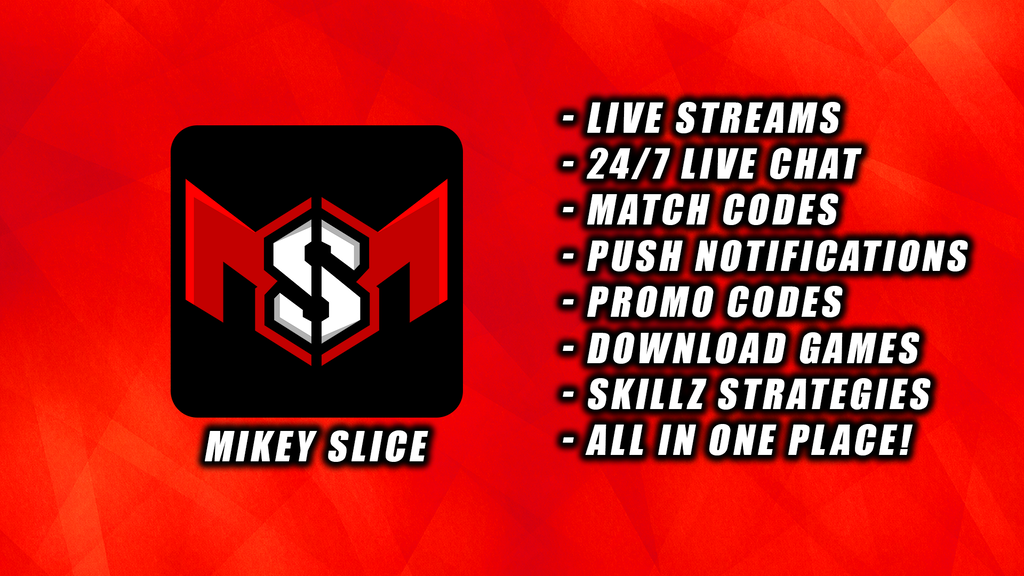 MSM
MIKEY SLICE
- LIVE STREAMS
- 24/7 LIVE CHAT
- MATCH CODES
- PUSH NOTIFICATIONS
- PROMO CODES
- DOWNLOAD GAMES
- SKILLZ STRATEGIES
- ALL IN ONE PLACE!